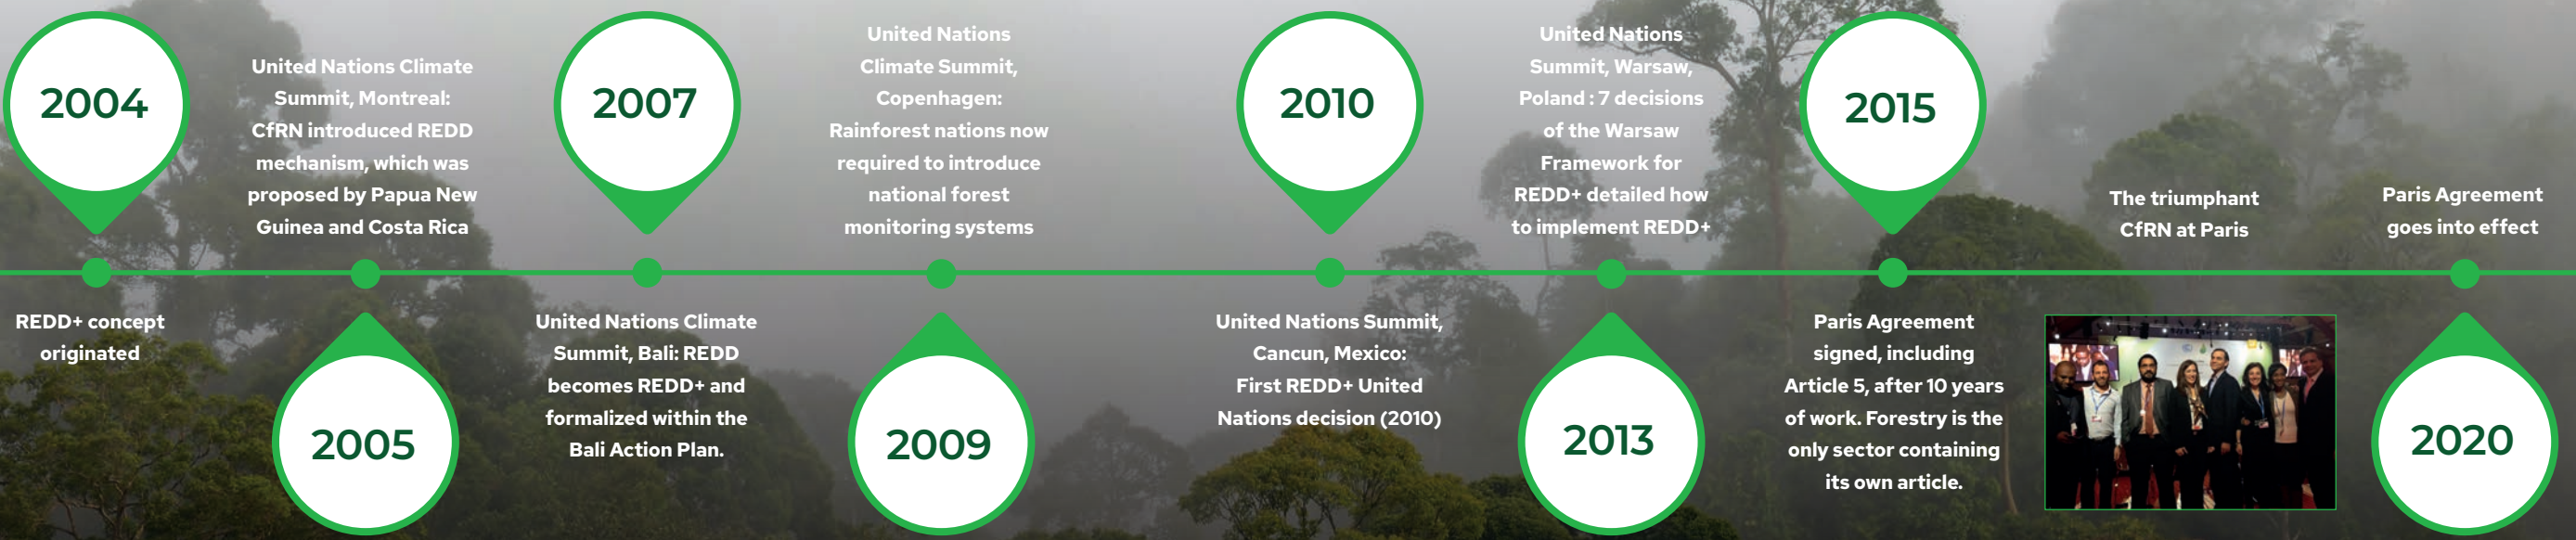 2004
REDD+ concept
originated
United Nations Climate
Summit, Montreal:
CfRN introduced REDD
mechanism, which was
proposed by Papua New
Guinea and Costa Rica
2005
2007
United Nations Climate
Summit, Bali: REDD
becomes REDD+ and
formalized within the
Bali Action Plan.
United Nations
Climate Summit,
Copenhagen:
Rainforest nations now
required to introduce
national forest
monitoring systems
2009
2010
United Nations Summit,
Cancun, Mexico:
First REDD+ United
Nations decision (2010)
United Nations
Summit, Warsaw,
Poland : 7 decisions
of the Warsaw
Framework for
REDD+ detailed how
to implement REDD+
2013
2015
Paris Agreement
signed, including
Article 5, after 10 years
of work. Forestry is the
only sector containing
its own article.
The triumphant
CfRN at Paris
Paris Agreement
goes into effect
2020